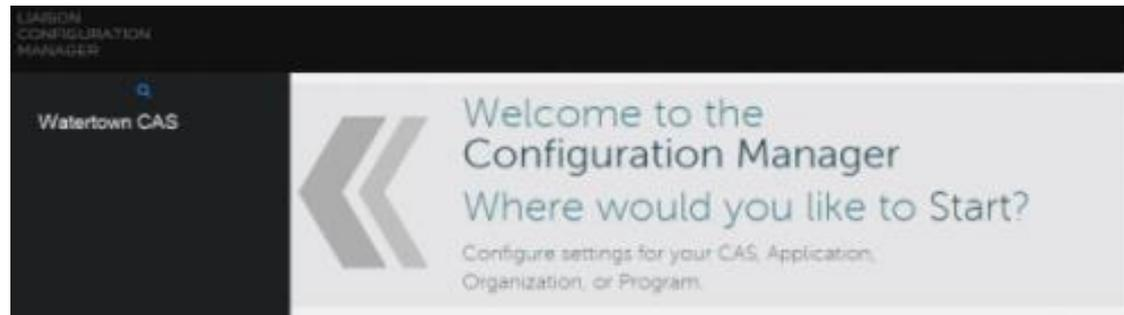 LIAISON
CONFIGURATION
MANAGER
Watertown CAS
Welcome to the
Configuration Manager
Where would you like to Start?
Configure settings for your CAS, Application,
Organization, or Program.